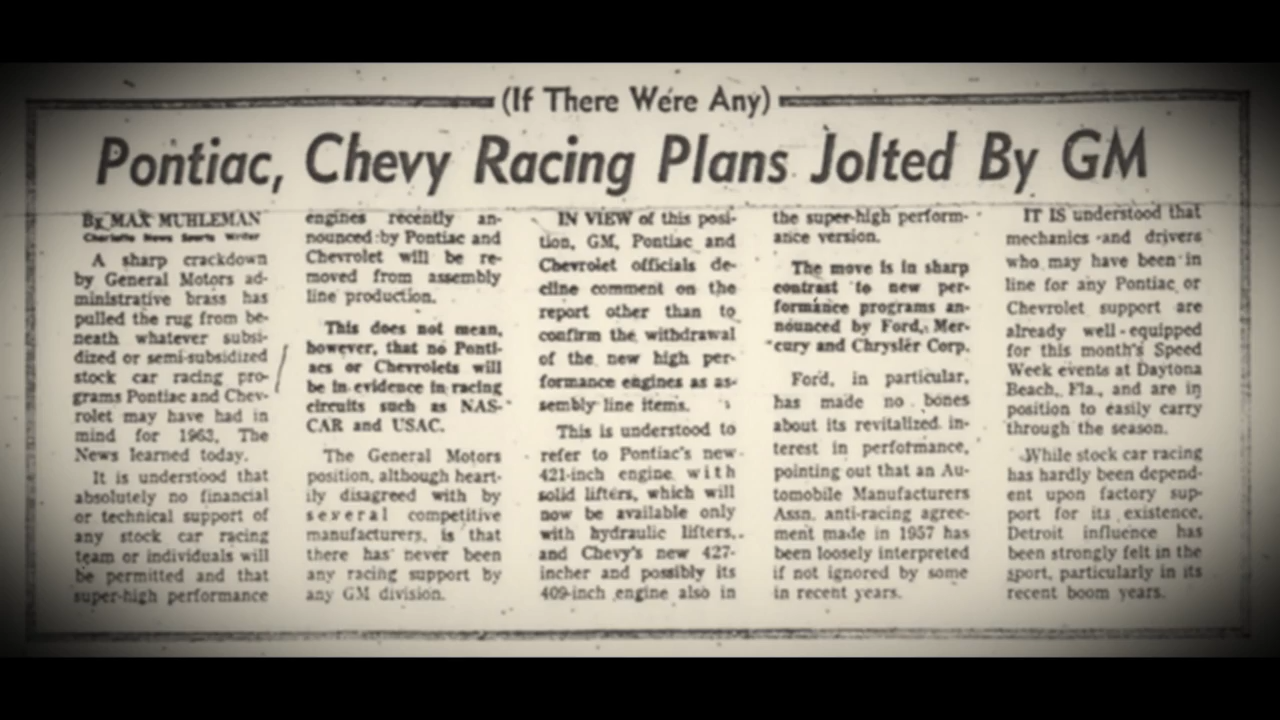 (If There Were Any)
Pontiac, Chevy Racing Plans Jolted By GM
By MAX MUHLEMAN
Charlotte News Sports Writer
A sharp crackdown
by General Motors ad-
ministrative brass has
pulled the rug from be-
neath whatever subsi-
dized or semi-subsidized
stock car racing pro-
grams Pontiac and Chev-
rolet may have had in
mind for 1963, The
News learned today.
It is understood that
absolutely no financial
or technical support of
any stock car racing
team or individuals will
be permitted and that
super-high performance
engines recently an-
nounced by Pontiac and
Chevrolet will be re-
moved from assembly
line production.
This does not mean,
however, that no Ponti-
acs or Chevrolets will
be in evidence in racing
circuits such as NAS-
CAR and USAC.
The General Motors
position, although heart-
ily disagreed with by
several competitive
manufacturers, is that
there has never been
any racing support by
any GM division.
IN VIEW of this posi-
tion, GM, Pontiac and
Chevrolet officials de-
cline comment on the
report other than to
confirm the withdrawal
of the new high per-
formance engines as as-
sembly line items.
This is understood to
refer to Pontiac's new
421-inch engine with
solid lifters, which will
now be available only
with hydraulic lifters,
and Chevy's new 427-
incher and possibly its
409-inch engine also in
the super-high perform-
ance version.
The move is in sharp
contrast to new per-
formance programs an-
nounced by Ford, Mer-
cury and Chrysler Corp.
Ford, in particular,
has made no bones
about its revitalized in-
terest in performance,
pointing out that an Au-
tomobile Manufacturers
Assn. anti-racing agree-
ment made in 1957 has
been loosely interpreted
if not ignored by some
in recent years.
IT IS understood that
mechanics and drivers
who may have been in
line for any Pontiac or
Chevrolet support are
already well-equipped
for this month's Speed
Week events at Daytona
Beach, Fla., and are in
position to easily carry
through the season.
While stock car racing
has hardly been depend-
ent upon factory sup-
port for its existence,
Detroit influence has
been strongly felt in the
sport, particularly in its
recent boom years.